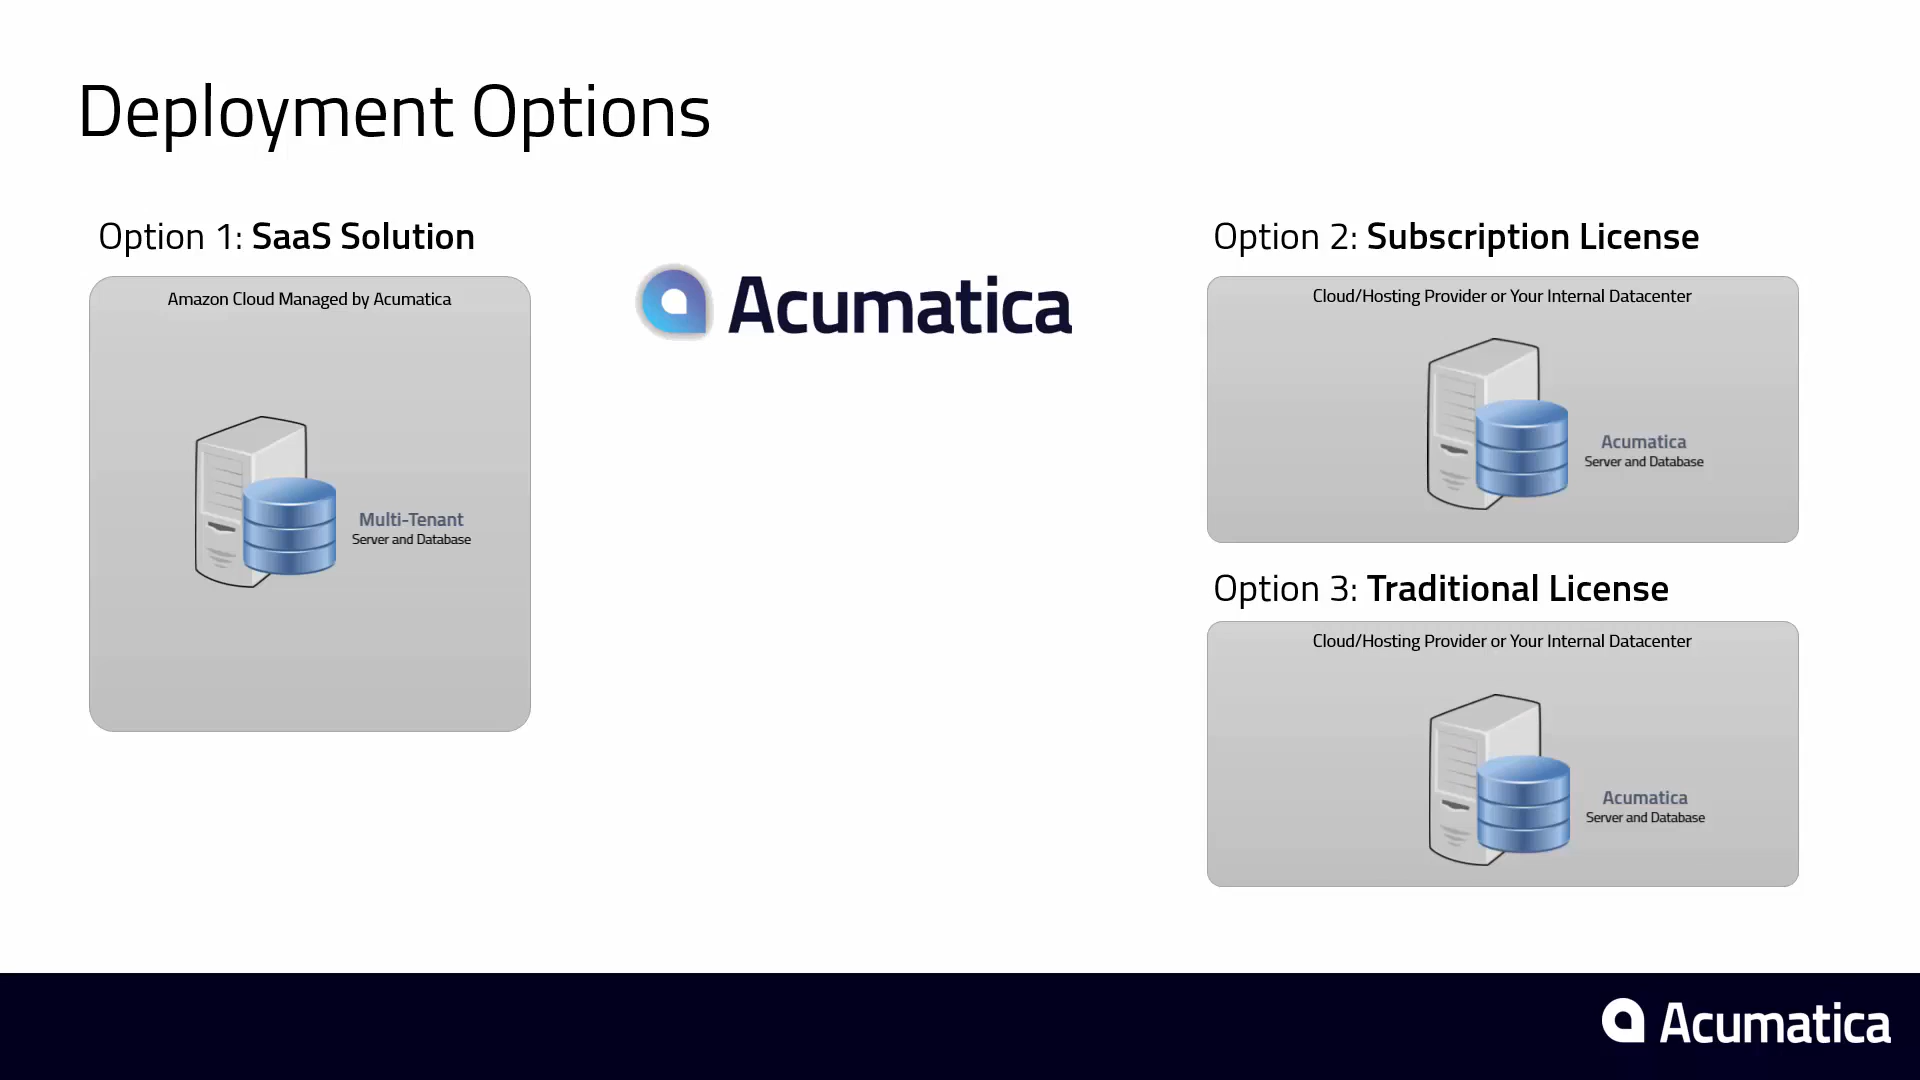 Deployment Options
Option 1: SaaS Solution
Amazon Cloud Managed by Acumatica
Multi-Tenant
Server and Database
Acumatica
Option 2: Subscription License
Cloud/Hosting Provider or Your Internal Datacenter
Acumatica
Server and Database
Option 3: Traditional License
Cloud/Hosting Provider or Your Internal Datacenter
Acumatica
Server and Database
Acumatica